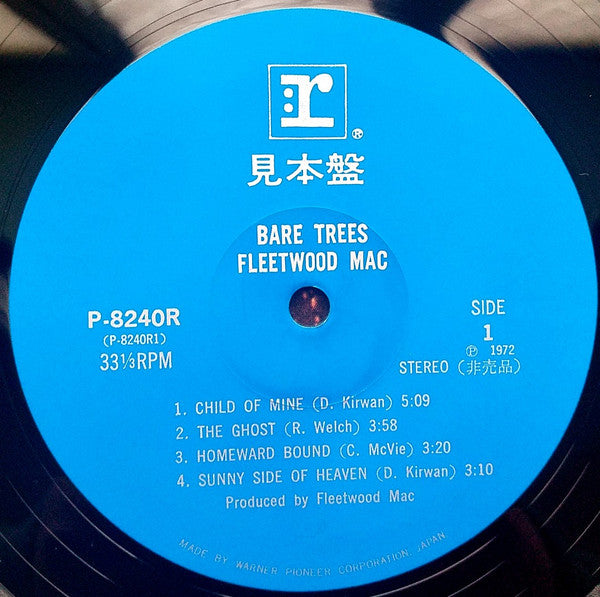 r
®
見本盤
BARE TREES
FLEETWOOD MAC
P-8240R
(P-8240R1)
33⅓RPM
SIDE
1
Ⓟ 1972
STEREO (非売品)
1. CHILD OF MINE (D. Kirwan) 5:09
2. THE GHOST (R. Welch) 3:58
3. HOMEWARD BOUND (C. McVie) 3:20
4. SUNNY SIDE OF HEAVEN (D. Kirwan) 3:10
Produced by Fleetwood Mac
MADE BY WARNER-PIONEER CORPORATION, JAPAN